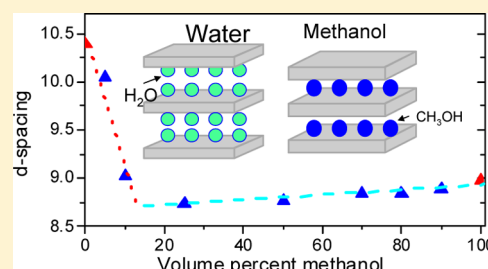 Water
Methanol
H₂O
CH₃OH
d-spacing
10.5
10.0
9.5
9.0
8.5
0
20
40
60
80
100
Volume percent methanol